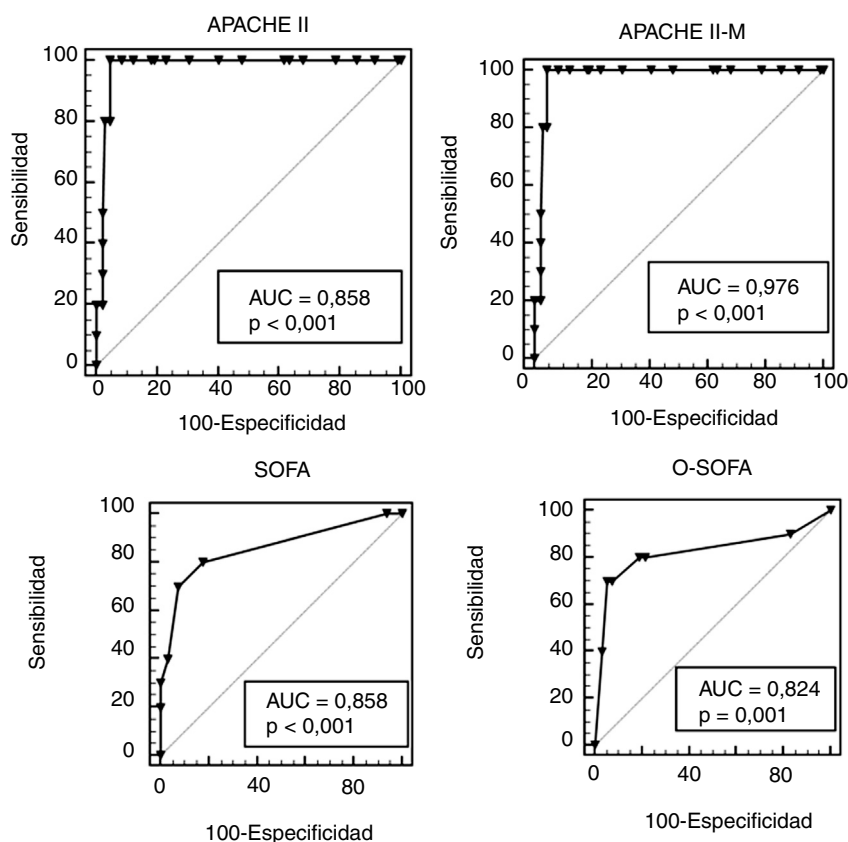 APACHE II
100
80
60
40
20
0
Sensibilidad
AUC = 0,858
p < 0,001
0 20 40 60 80 100
100-Especificidad
APACHE II-M
100
80
60
40
20
0
Sensibilidad
AUC = 0,976
p < 0,001
0 20 40 60 80 100
100-Especificidad
SOFA
100
80
60
40
20
0
Sensibilidad
AUC = 0,858
p < 0,001
0 40 80
100-Especificidad
O-SOFA
100
80
60
40
20
0
Sensibilidad
AUC = 0,824
p = 0,001
0 40 80
100-Especificidad